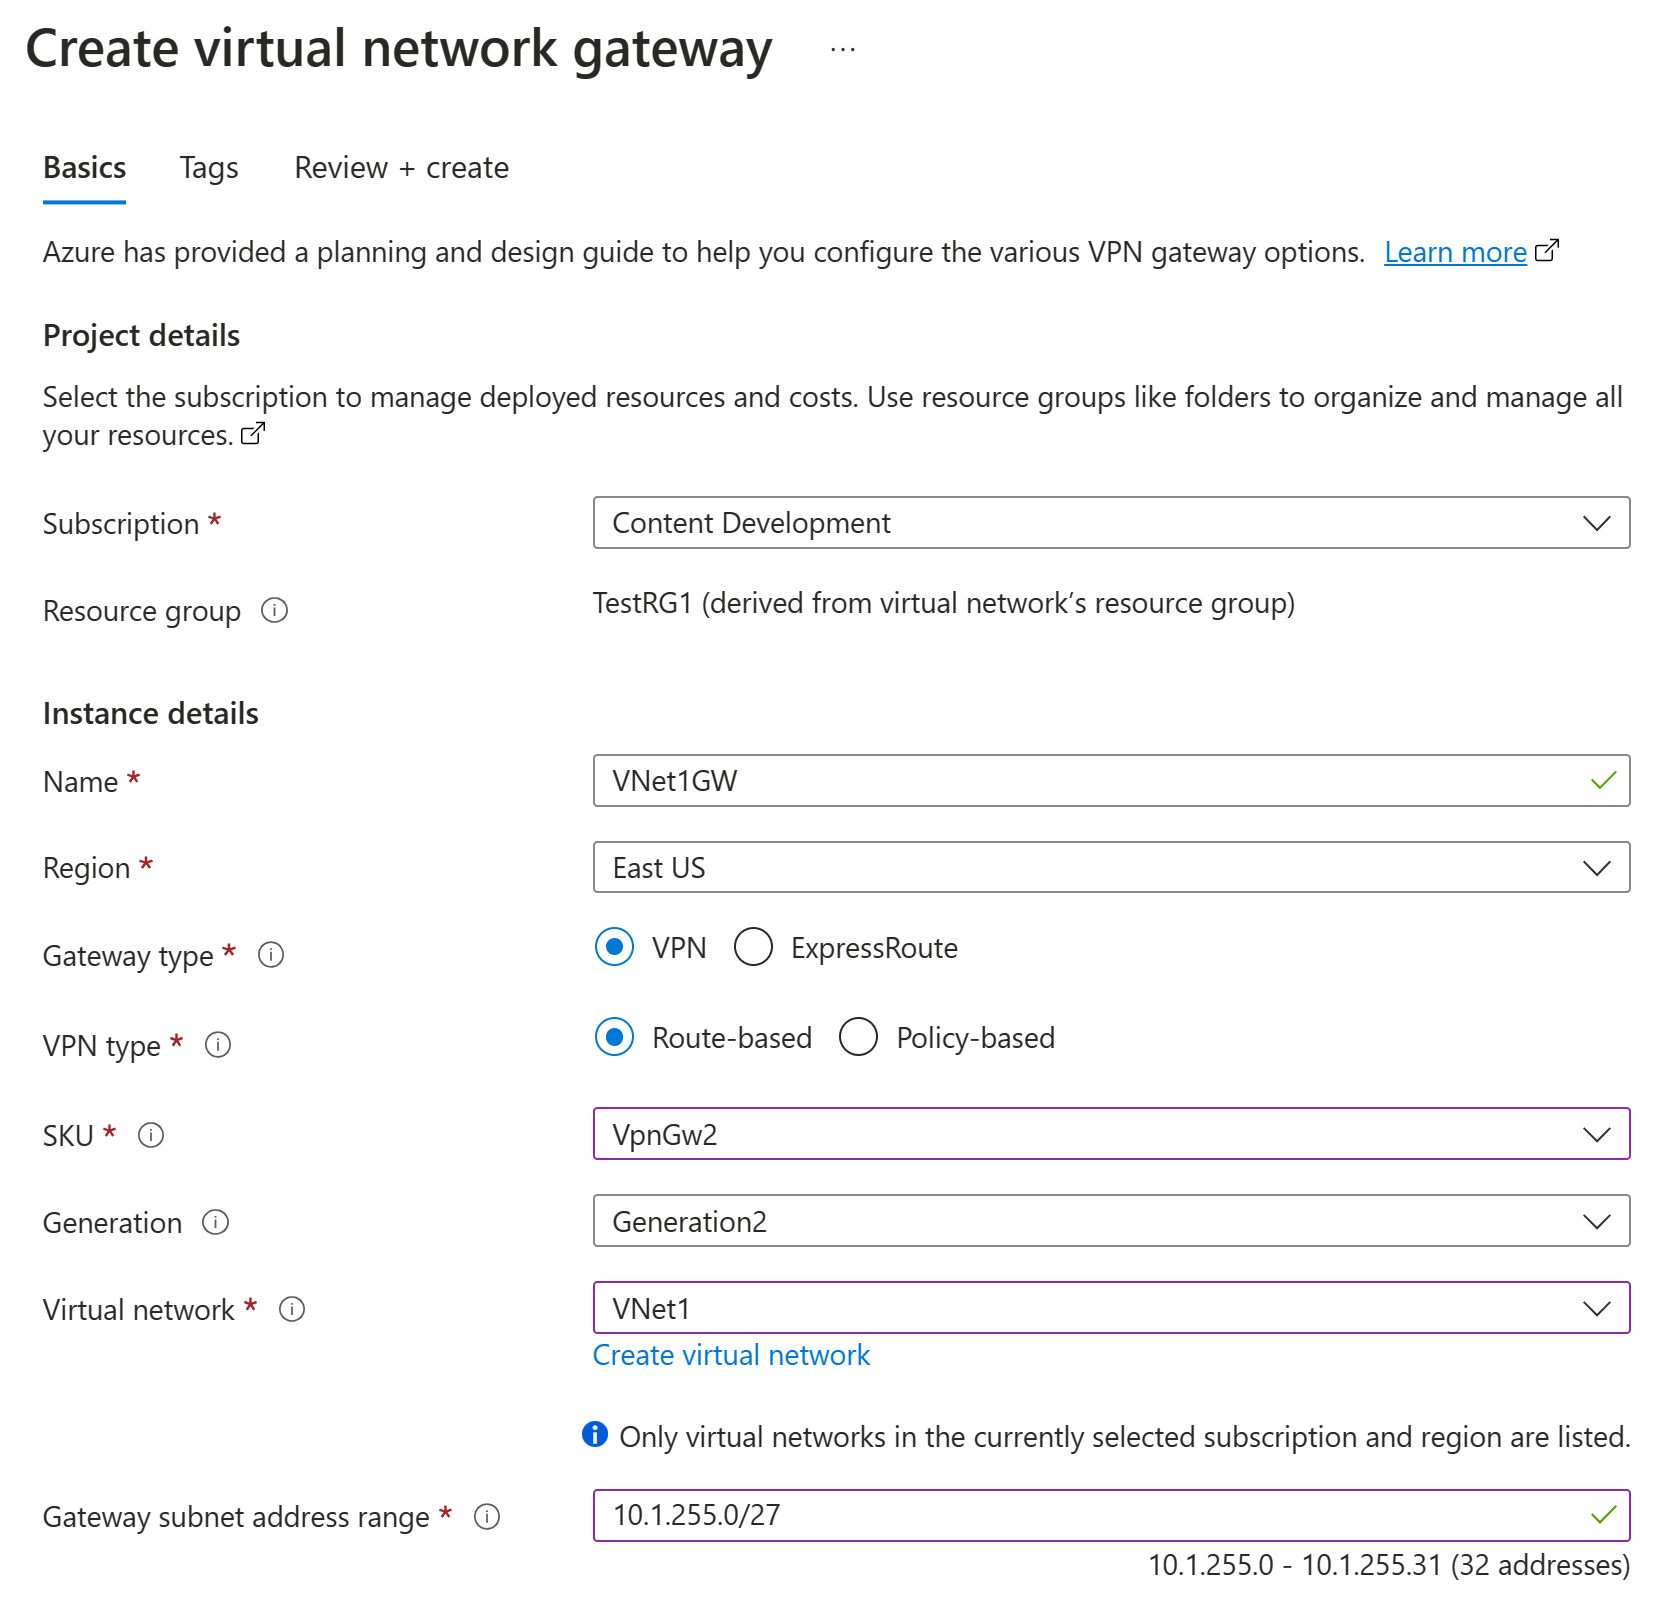 Create virtual network gateway ...
Basics Tags Review + create
Azure has provided a planning and design guide to help you configure the various VPN gateway options. Learn more
Project details
Select the subscription to manage deployed resources and costs. Use resource groups like folders to organize and manage all
your resources.
Subscription * Content Development
Resource group TestRG1 (derived from virtual network’s resource group)
Instance details
Name * VNet1GW
Region * East US
Gateway type * VPN ExpressRoute
VPN type * Route-based Policy-based
SKU * VpnGw2
Generation Generation2
Virtual network * VNet1
Create virtual network
Only virtual networks in the currently selected subscription and region are listed.
Gateway subnet address range * 10.1.255.0/27
10.1.255.0 - 10.1.255.31 (32 addresses)